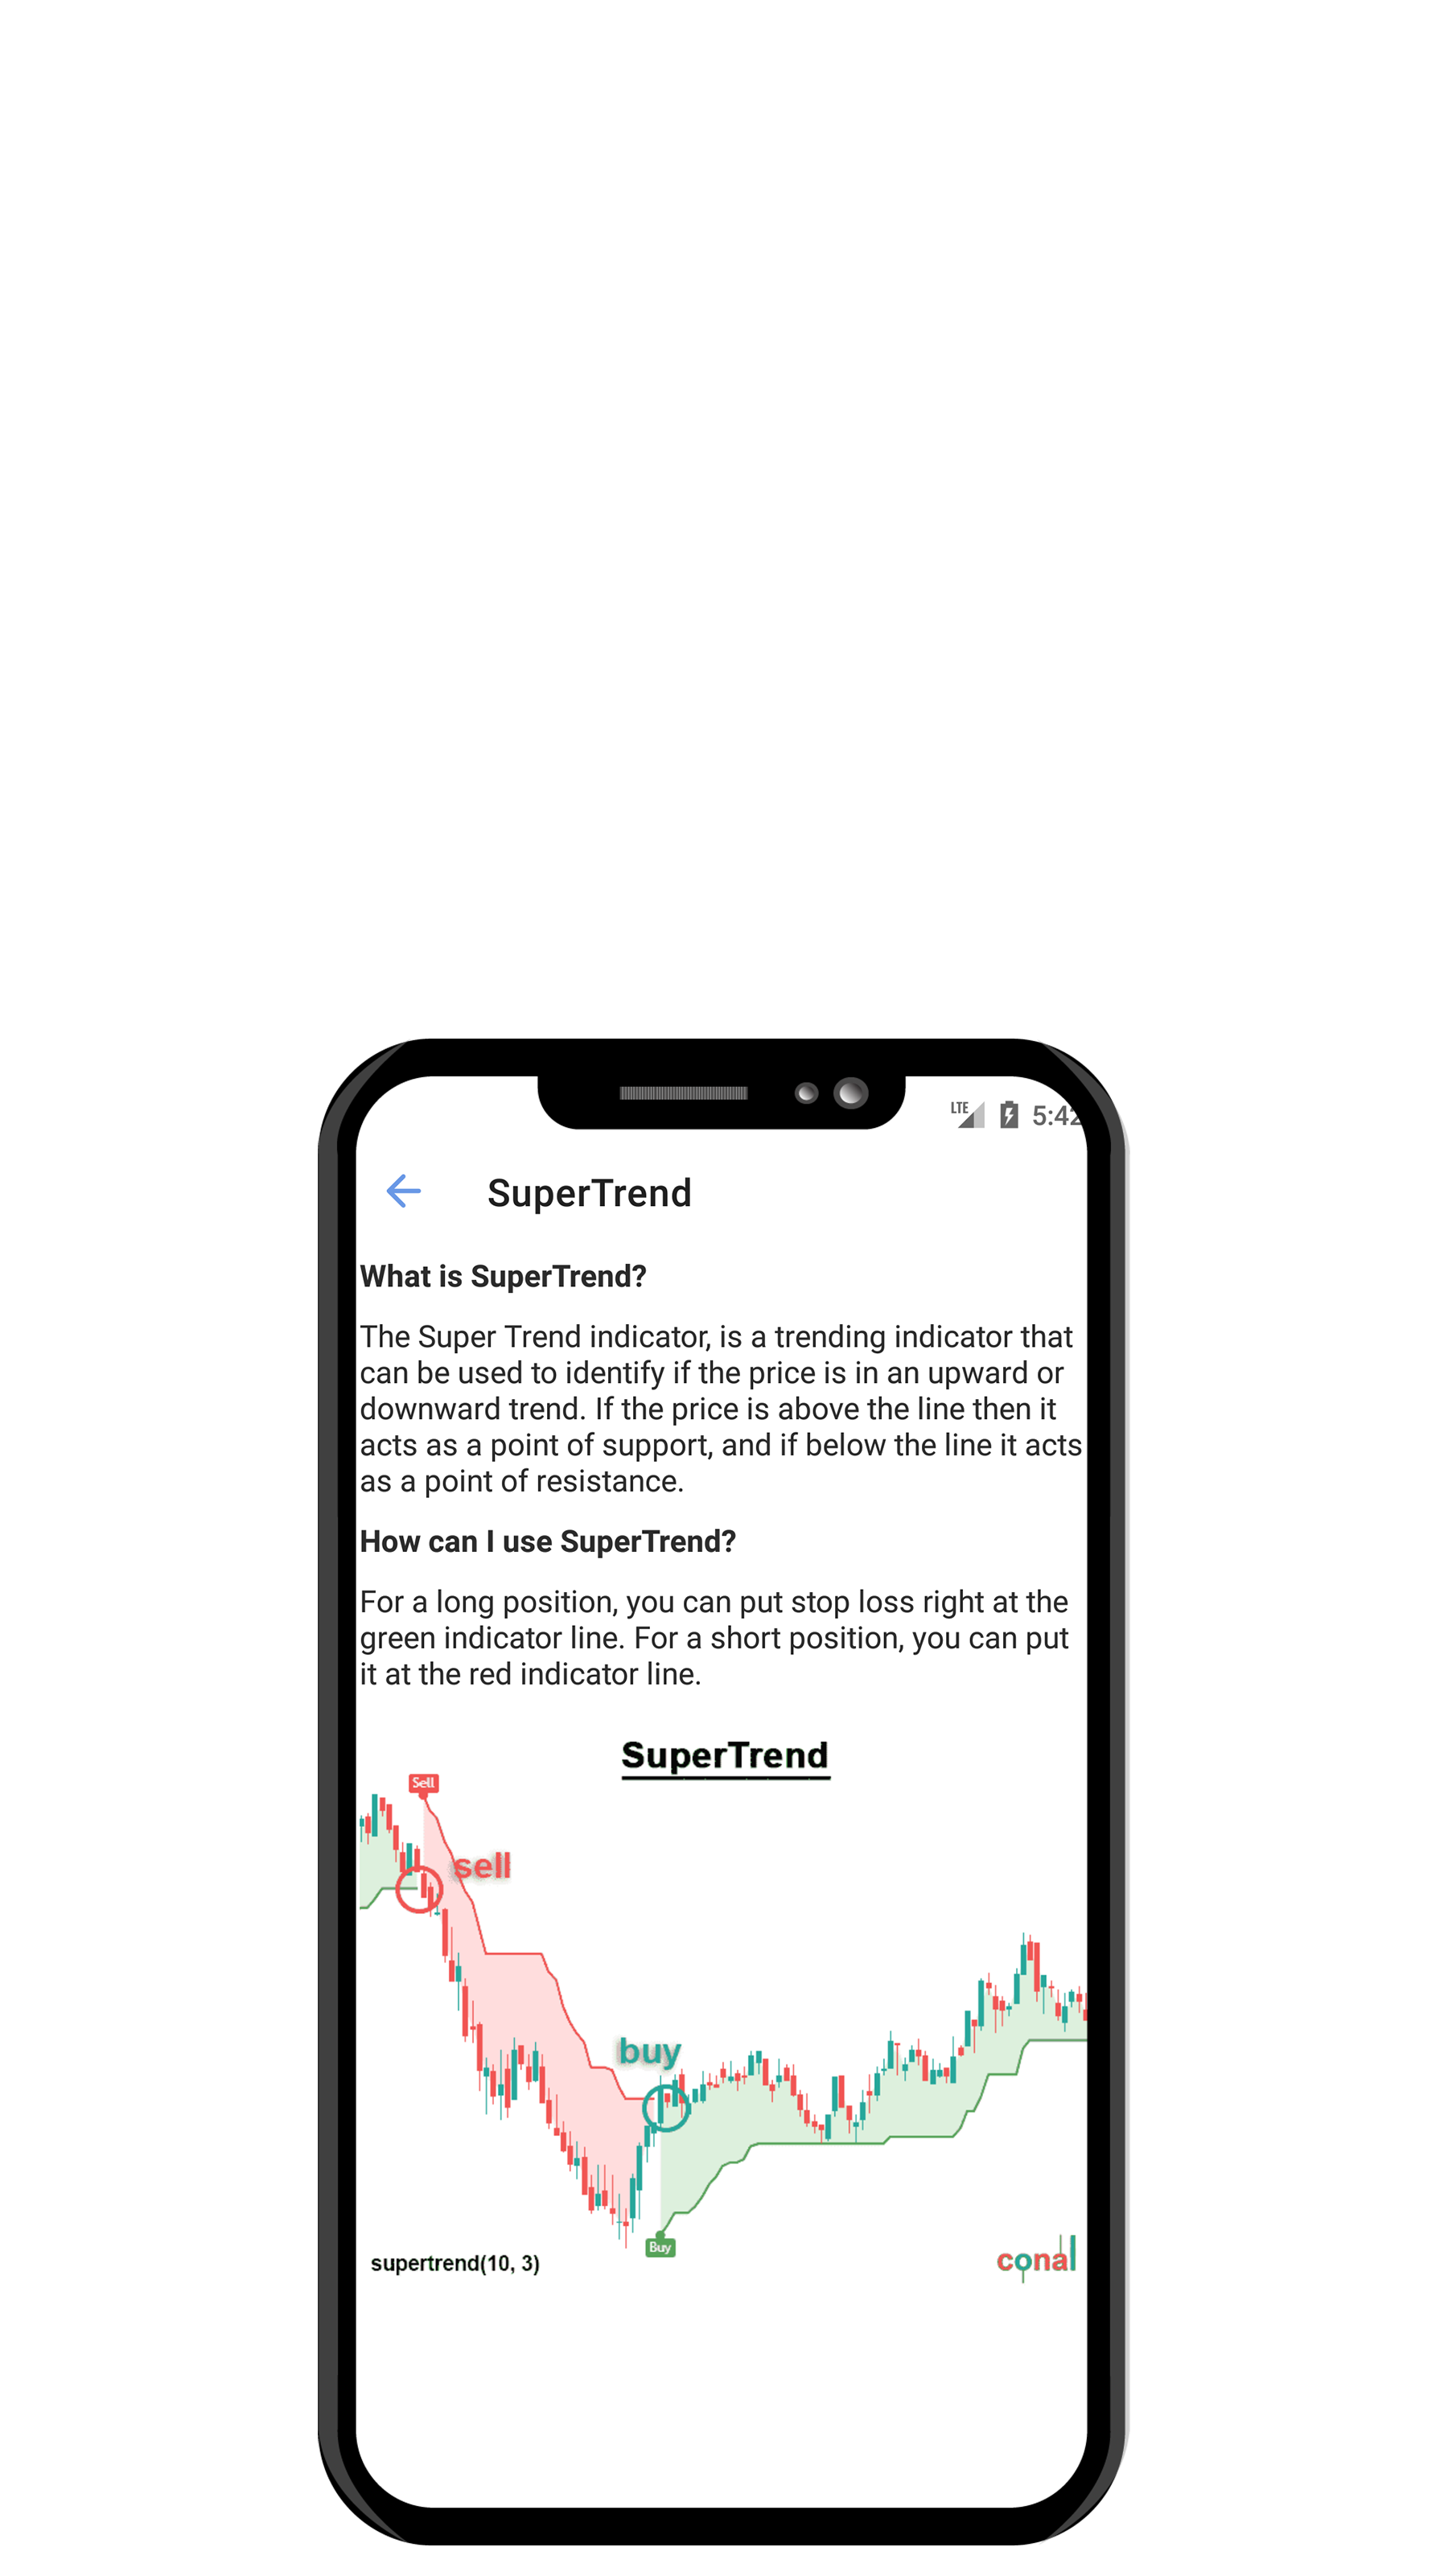 LTE 5:42
SuperTrend
What is SuperTrend?
The Super Trend indicator, is a trending indicator that
can be used to identify if the price is in an upward or
downward trend. If the price is above the line then it
acts as a point of support, and if below the line it acts
as a point of resistance.
How can I use SuperTrend?
For a long position, you can put stop loss right at the
green indicator line. For a short position, you can put
it at the red indicator line.
SuperTrend
Sell
sell
buy
Buy
supertrend(10, 3)
conal